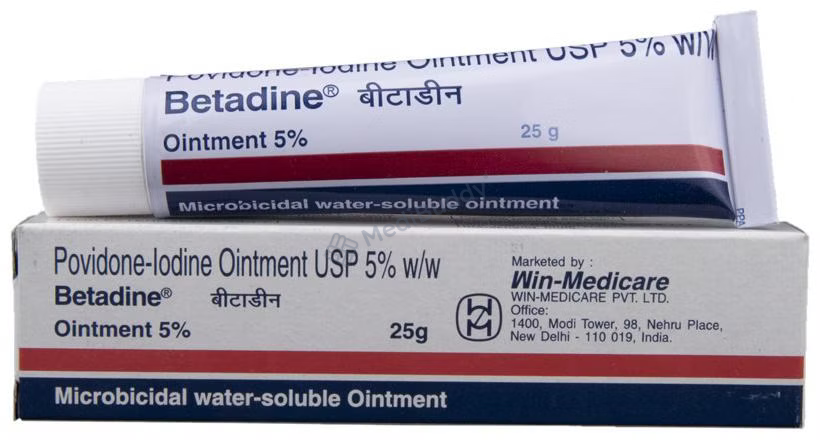 Povidone-Iodine Ointment USP 5% w/w
Betadine® बीटाडीन
Ointment 5% 25 g
Microbicidal water-soluble ointment
Povidone-Iodine Ointment USP 5% w/w
Betadine® बीटाडीन
Ointment 5% 25g
Microbicidal water-soluble Ointment
Marketed by :
Win-Medicare
WIN-MEDICARE PVT. LTD.
Office:
1400, Modi Tower, 98, Nehru Place,
New Delhi - 110 019, India.